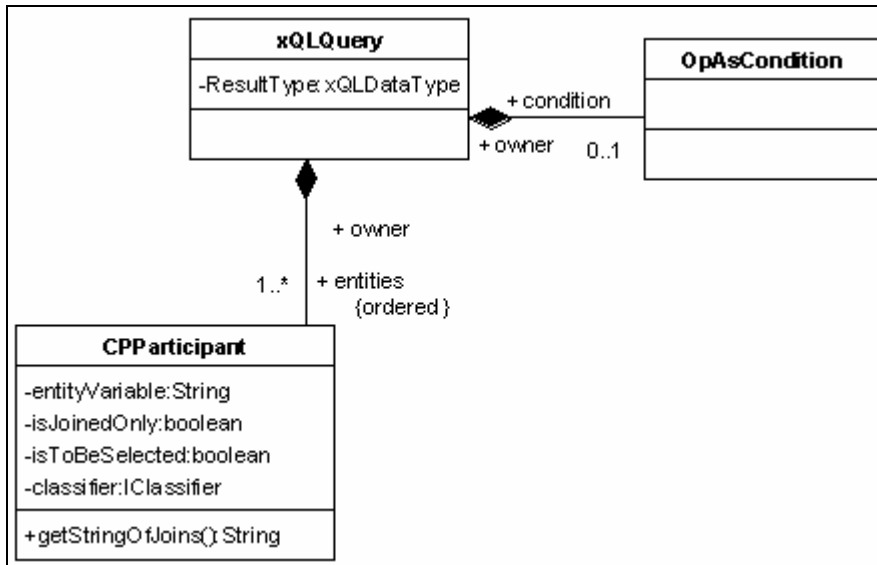 xQLQuery
-ResultType:xQLDataType
OpAsCondition
+ condition
+ owner
0..1
+ owner
1..*
+ entities
{ordered }
CPParticipant
-entityVariable:String
-isJoinedOnly:boolean
-isToBeSelected:boolean
-classifier:IClassifier
+getStringOfJoins():String